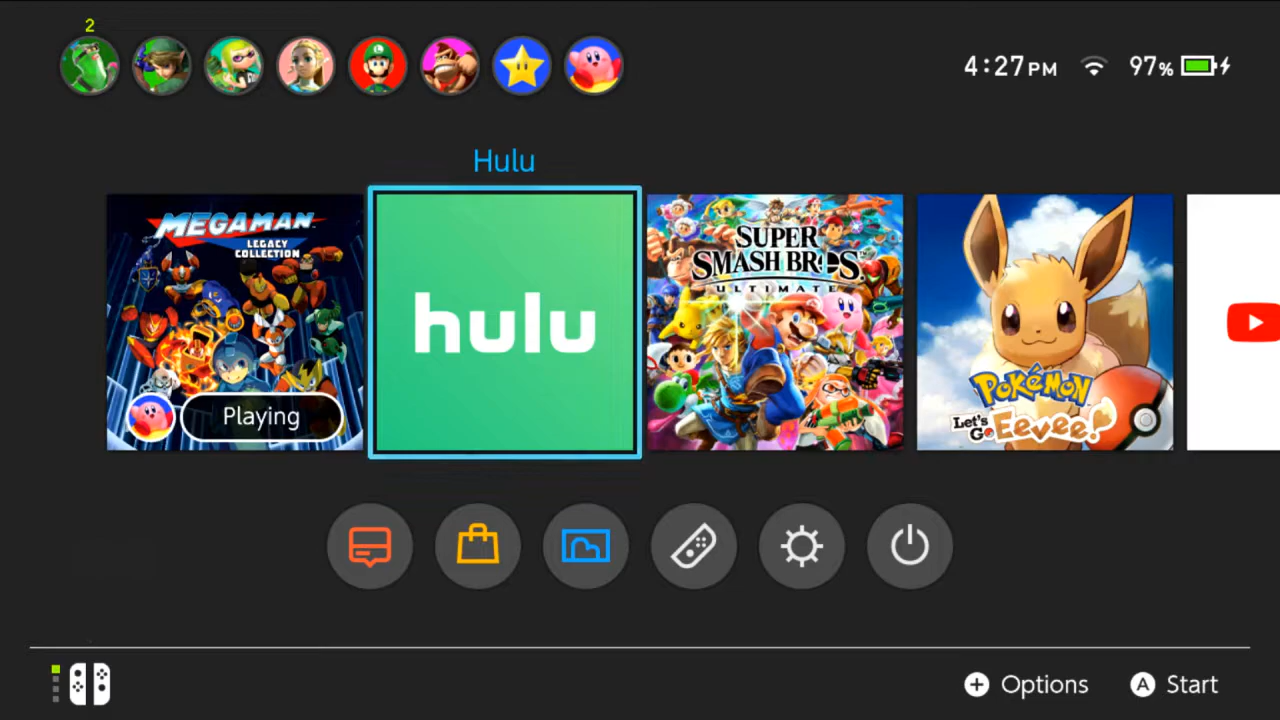 2
4:27PM
97%
Hulu
MEGAMAN
LEGACY
COLLECTION
Playing
hulu
SUPER
SMASH BROS
ULTIMATE
POKÉMON
Let's
Go Eevee!
Options
A Start